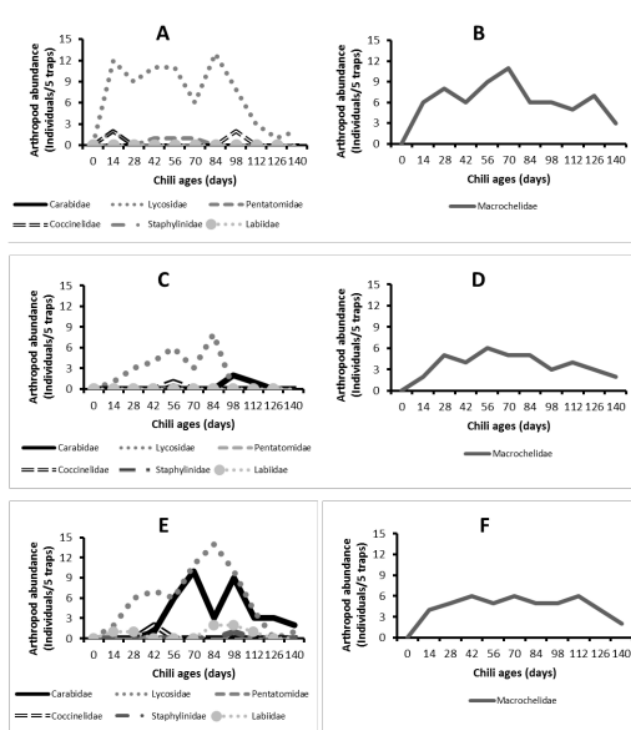 A
B
Arthropod abundance
(Individuals/5 traps)
15
12
9
6
3
0
0 14 28 42 56 70 84 98 112 126 140
Chili ages (days)
Carabidae Lycosidae Pentatomidae
Coccinelidae Staphylinidae Labiidae
Arthropod abundance
(Individuals/5 traps)
15
12
9
6
3
0
0 14 28 42 56 70 84 98 112 126 140
Chili ages (days)
Macrochelidae
C
D
Arthropod abundance
(Individuals/5 traps)
15
12
9
6
3
0
0 14 28 42 56 70 84 98 112 126 140
Chili ages (days)
Carabidae Lycosidae Pentatomidae
Coccinelidae Staphylinidae Labiidae
Arthropod abundance
(Individuals/5 traps)
15
12
9
6
3
0
0 14 28 42 56 70 84 98 112 126 140
Chili ages (days)
Macrochelidae
E
F
Arthropod abundance
(Individuals/5 traps)
15
12
9
6
3
0
0 14 28 42 56 70 84 98 112 126 140
Chili ages (days)
Carabidae Lycosidae Pentatomidae
Coccinelidae Staphylinidae Labiidae
Arthropod abundance
(Individuals/5 traps)
15
12
9
6
3
0
0 14 28 42 56 70 84 98 112 126 140
Chili ages (days)
Macrochelidae